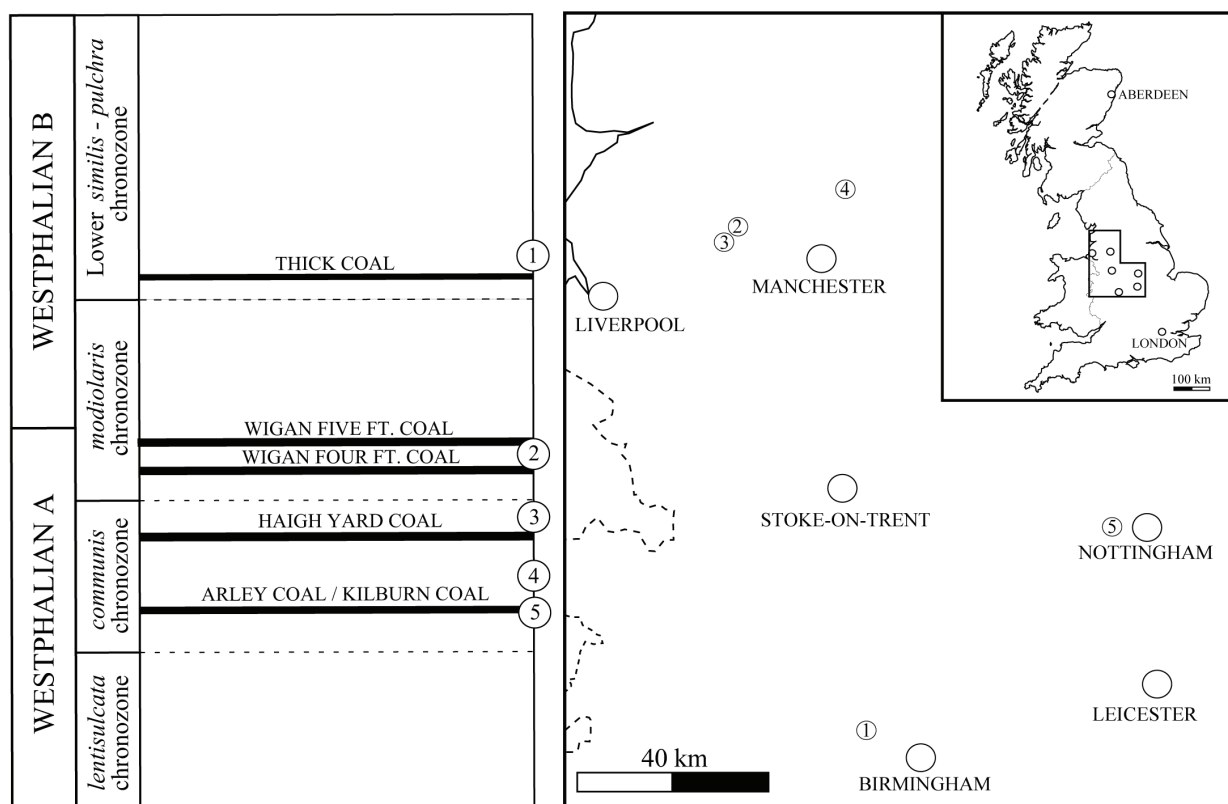 WESTPHALIAN B
WESTPHALIAN A
Lower similis - pulchra
chronozone
modiolaris
chronozone
communis
chronozone
lentisulcata
chronozone
THICK COAL
1
WIGAN FIVE FT. COAL
WIGAN FOUR FT. COAL
2
HAIGH YARD COAL
3
4
ARLEY COAL / KILBURN COAL
5
4
2
3
MANCHESTER
LIVERPOOL
STOKE-ON-TRENT
5
NOTTINGHAM
LEICESTER
1
BIRMINGHAM
40 km
ABERDEEN
LONDON
100 km